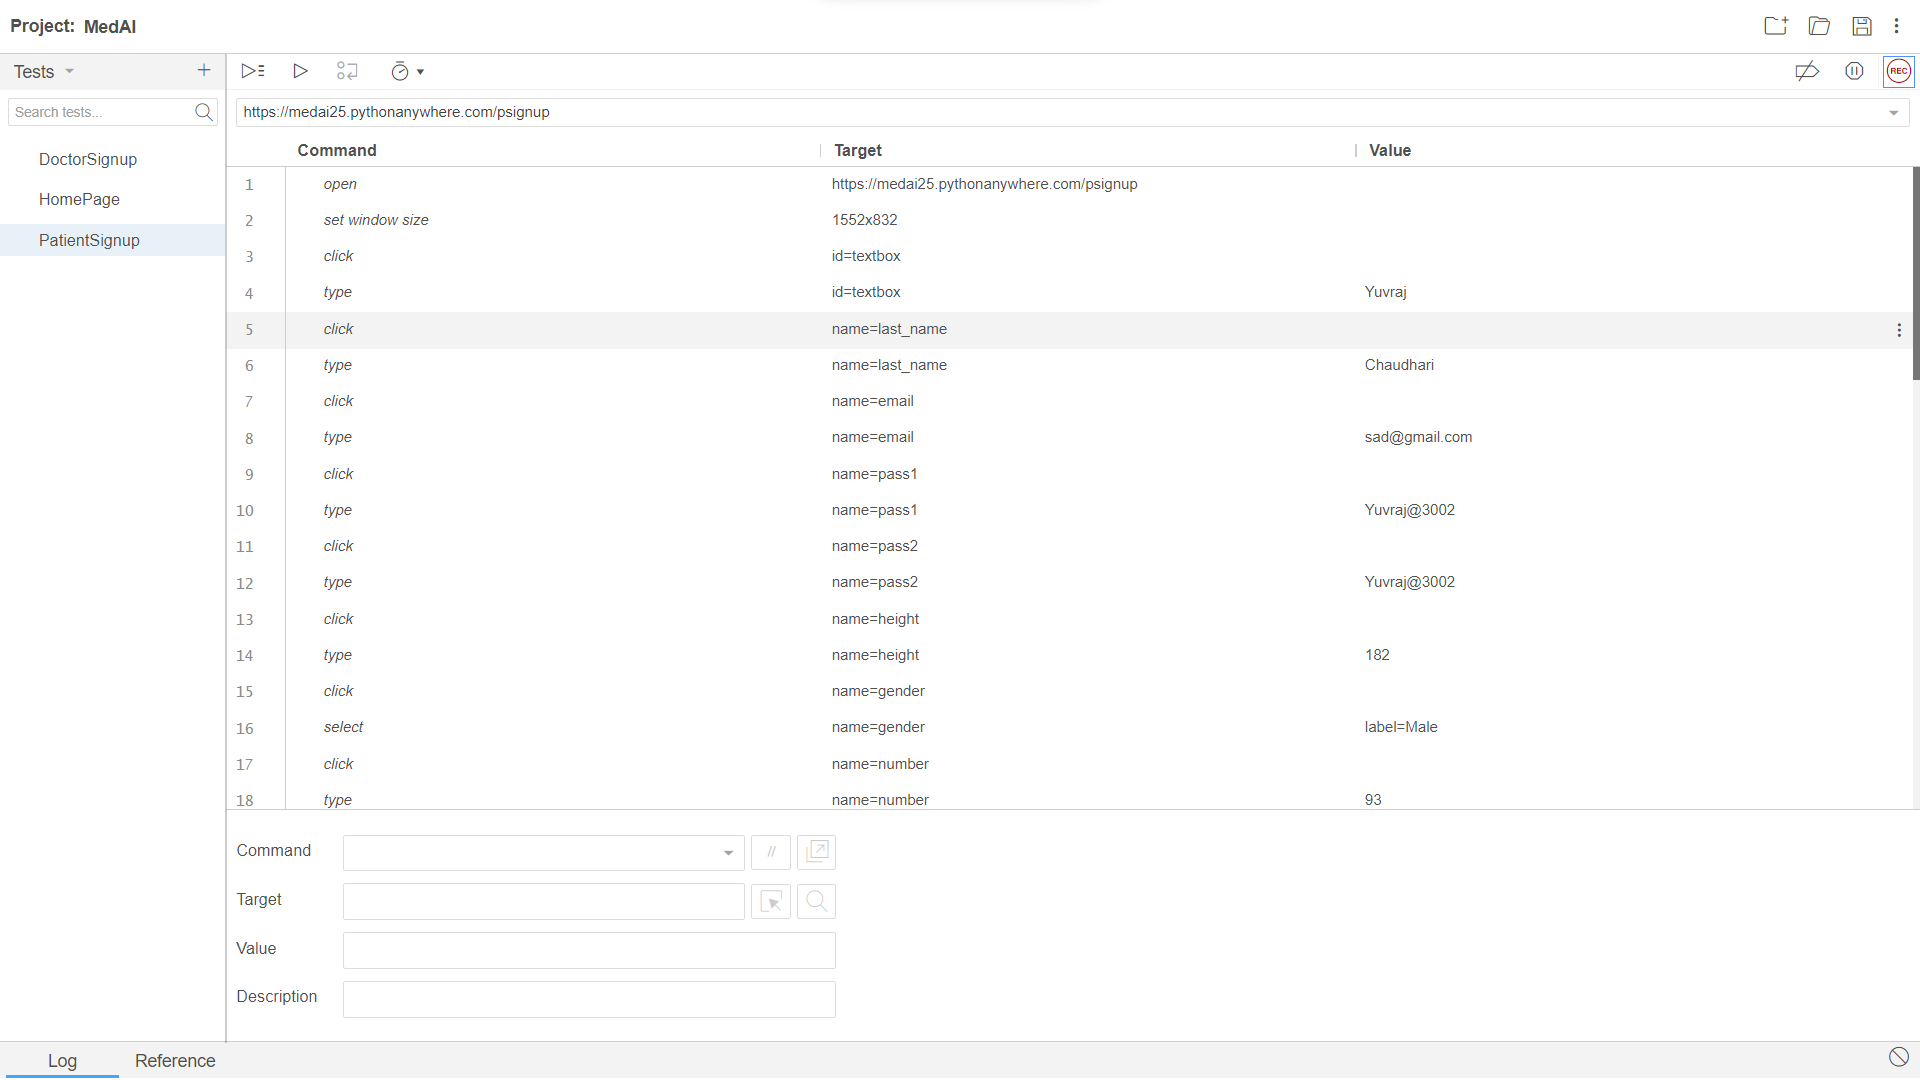 Project: MedAI
Tests
Search tests...
DoctorSignup
HomePage
PatientSignup
REC
https://medai25.pythonanywhere.com/psignup
Command Target Value
1 open https://medai25.pythonanywhere.com/psignup
2 set window size 1552x832
3 click id=textbox
4 type id=textbox Yuvraj
5 click name=last_name
6 type name=last_name Chaudhari
7 click name=email
8 type name=email sad@gmail.com
9 click name=pass1
10 type name=pass1 Yuvraj@3002
11 click name=pass2
12 type name=pass2 Yuvraj@3002
13 click name=height
14 type name=height 182
15 click name=gender
16 select name=gender label=Male
17 click name=number
18 type name=number 93
Command //
Target
Value
Description
Log Reference